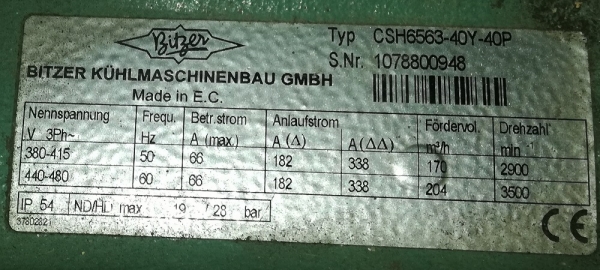 Bitzer
Typ CSH6563-40Y-40P
S.Nr. 1078800948
BITZER KÜHLMASCHINENBAU GMBH
Made in E.C.
Nennspannung Frequ. Betr.strom Anlaufstrom Fördervol. Drehzahl
V 3Ph~ Hz A (max.) A (Δ) A (ΔΔ) m³/h min⁻¹
380-415 50 66 182 338 170 2900
440-480 60 66 182 338 204 3500
IP 54 ND/HD max 19 / 28 bar
CE